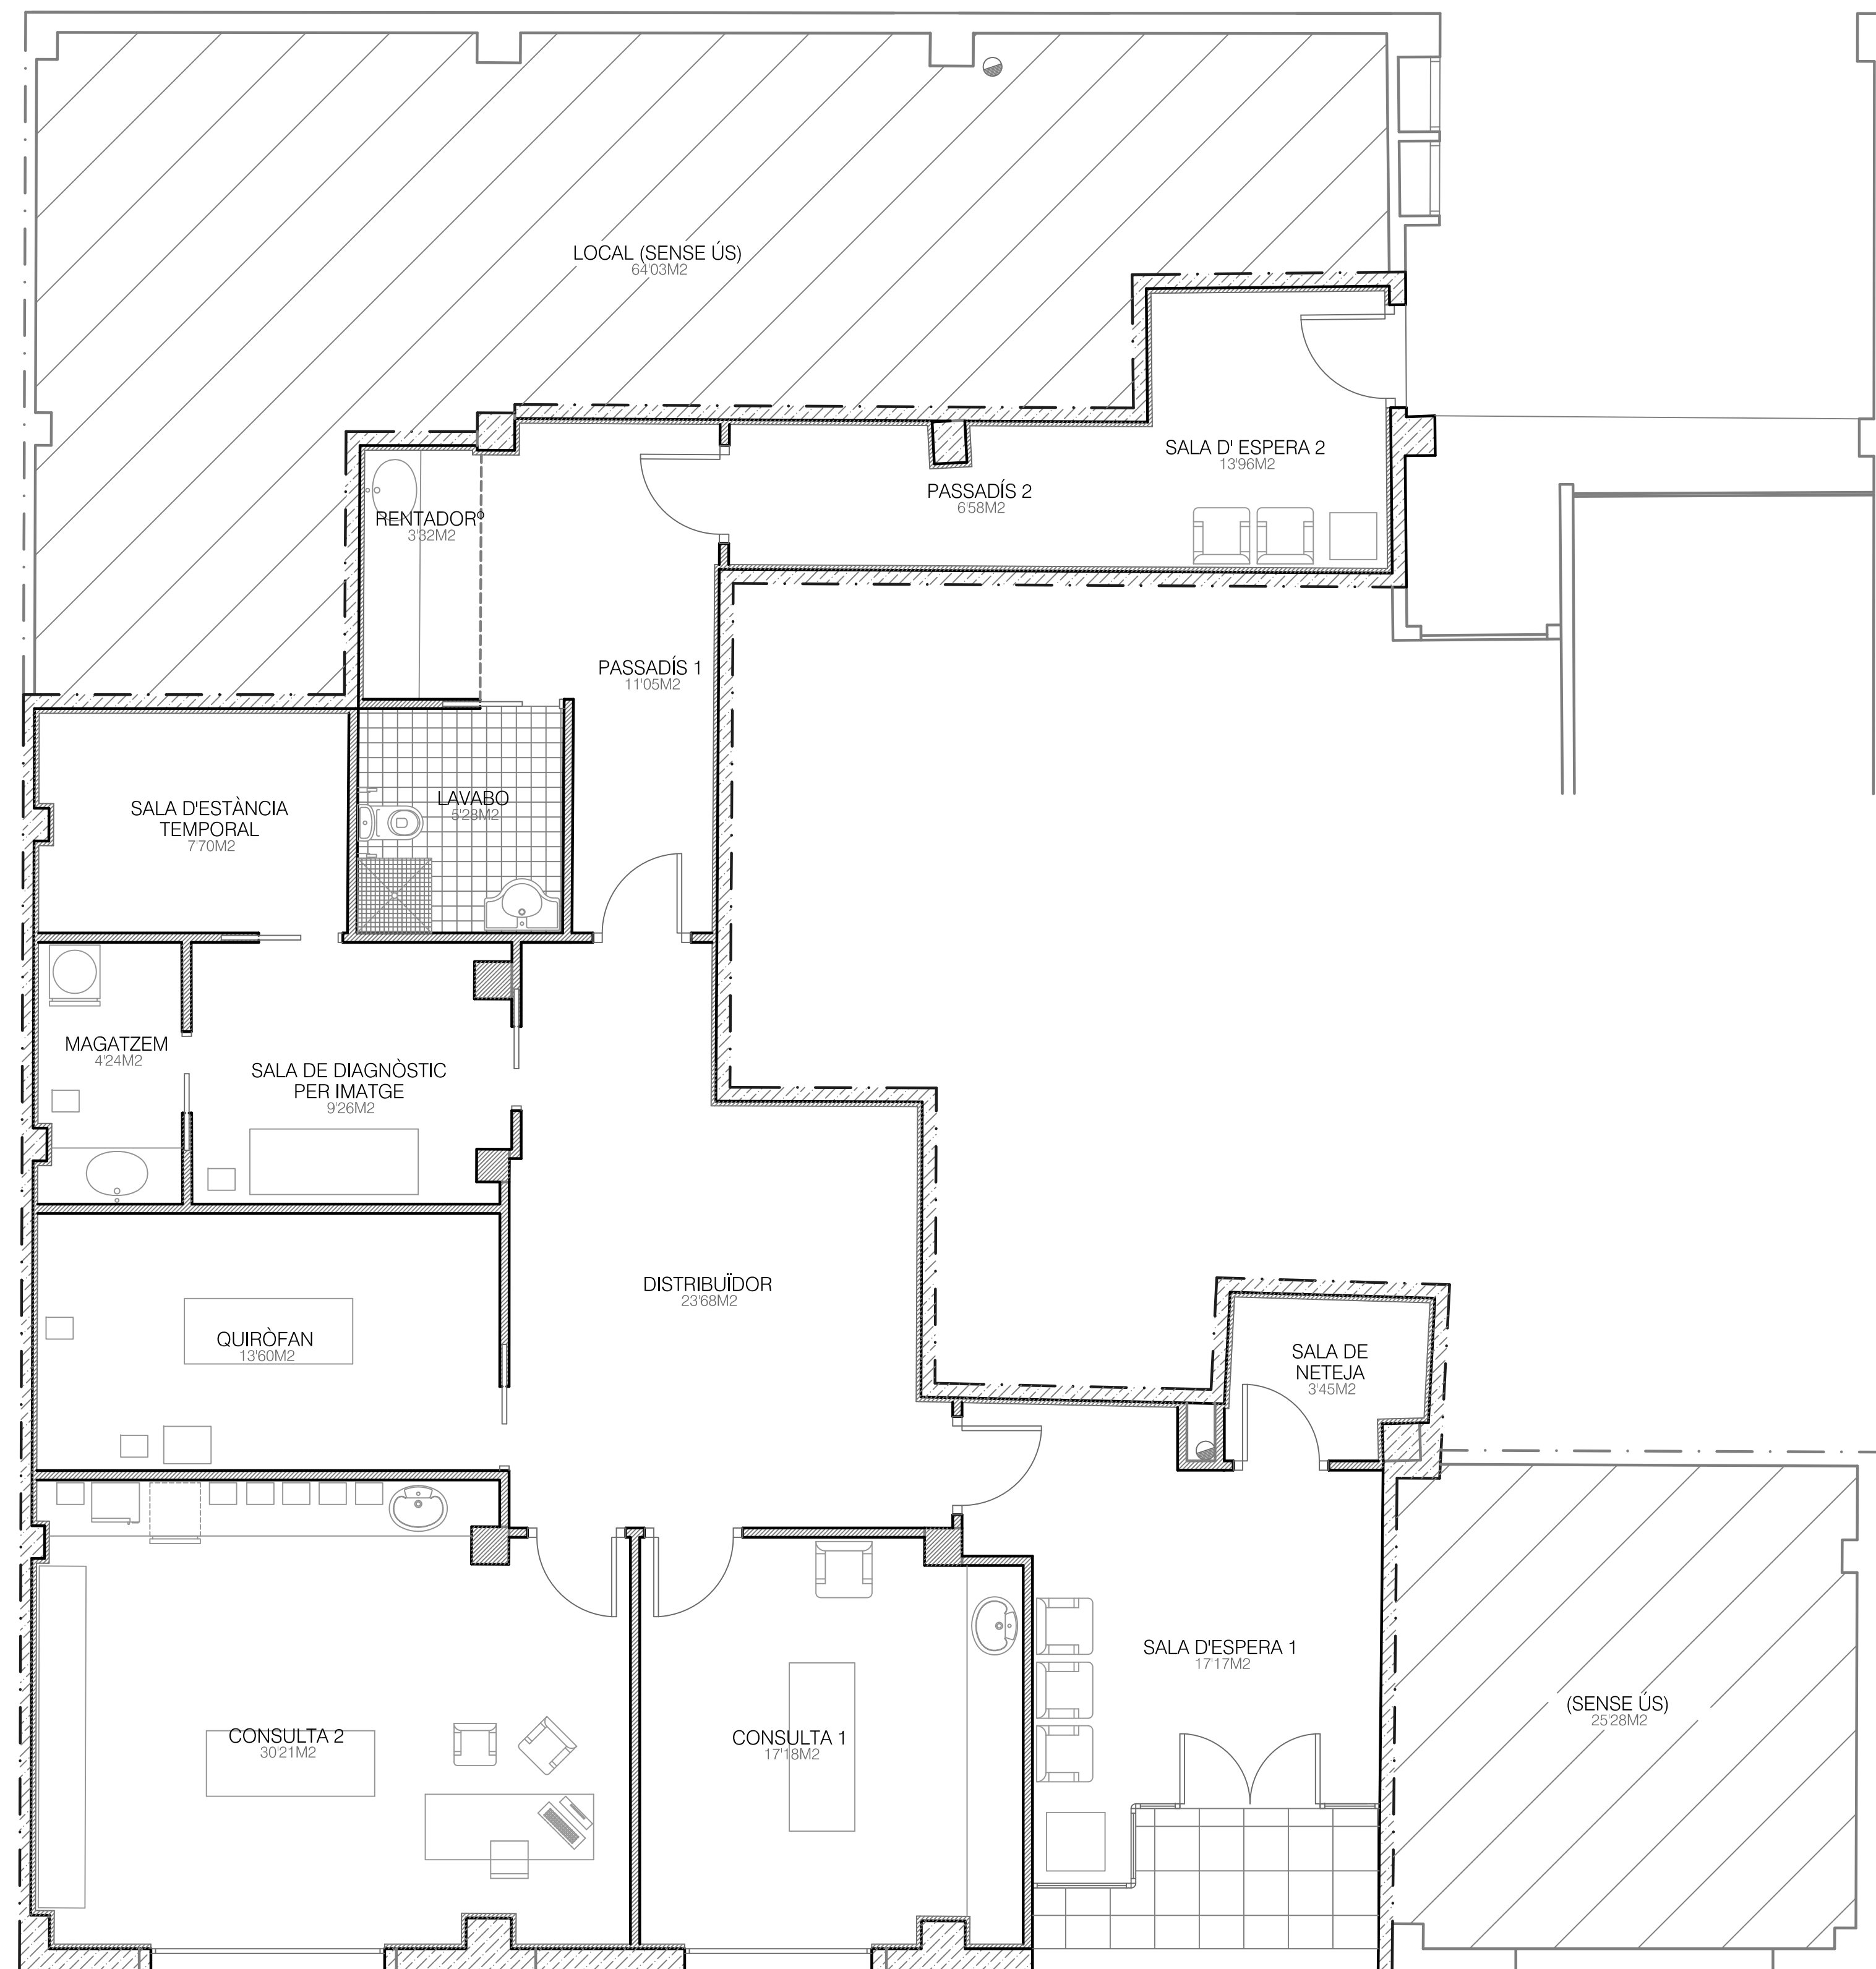 LOCAL (SENSE ÚS)
64'03M2
SALA D' ESPERA 2
13'96M2
PASSADÍS 2
6'58M2
RENTADORº
3'32M2
PASSADÍS 1
11'05M2
SALA D'ESTÀNCIA
TEMPORAL
7'70M2
LAVABO
5'28M2
MAGATZEM
4'24M2
SALA DE DIAGNÒSTIC
PER IMATGE
9'26M2
DISTRIBUÏDOR
23'68M2
QUIRÒFAN
13'60M2
SALA DE
NETEJA
3'45M2
SALA D'ESPERA 1
17'17M2
(SENSE ÚS)
25'28M2
CONSULTA 2
30'21M2
CONSULTA 1
17'18M2